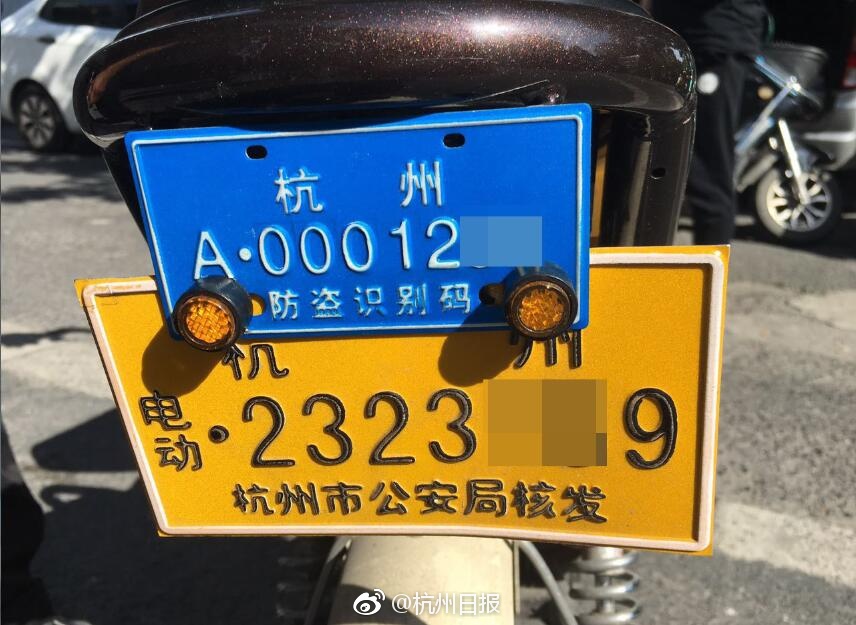 杭 州
A·00012
防盗识别码
杭 州
电动·2323 9
杭州市公安局核发
@杭州日报